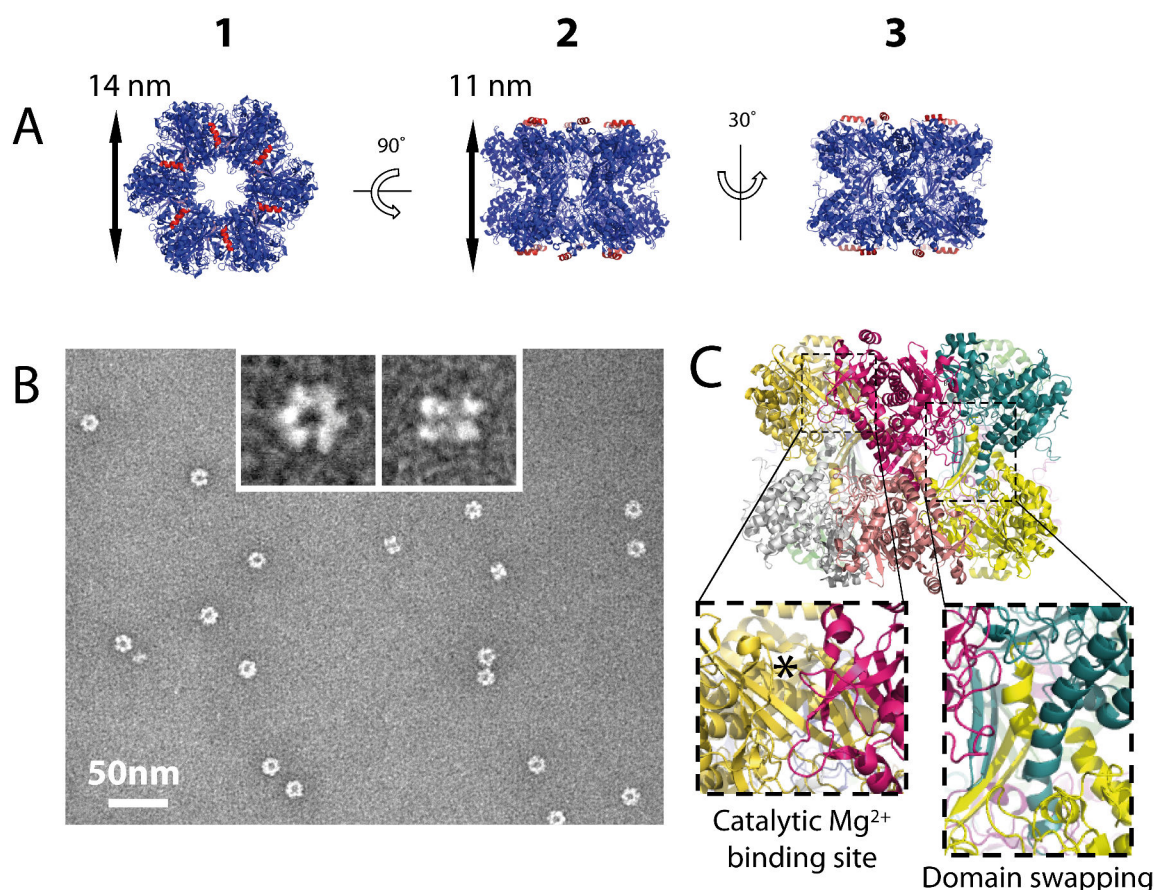 1 2 3
A
14 nm
90°
11 nm
30°
B
50nm
C
*
Catalytic Mg²⁺
binding site
Domain swapping